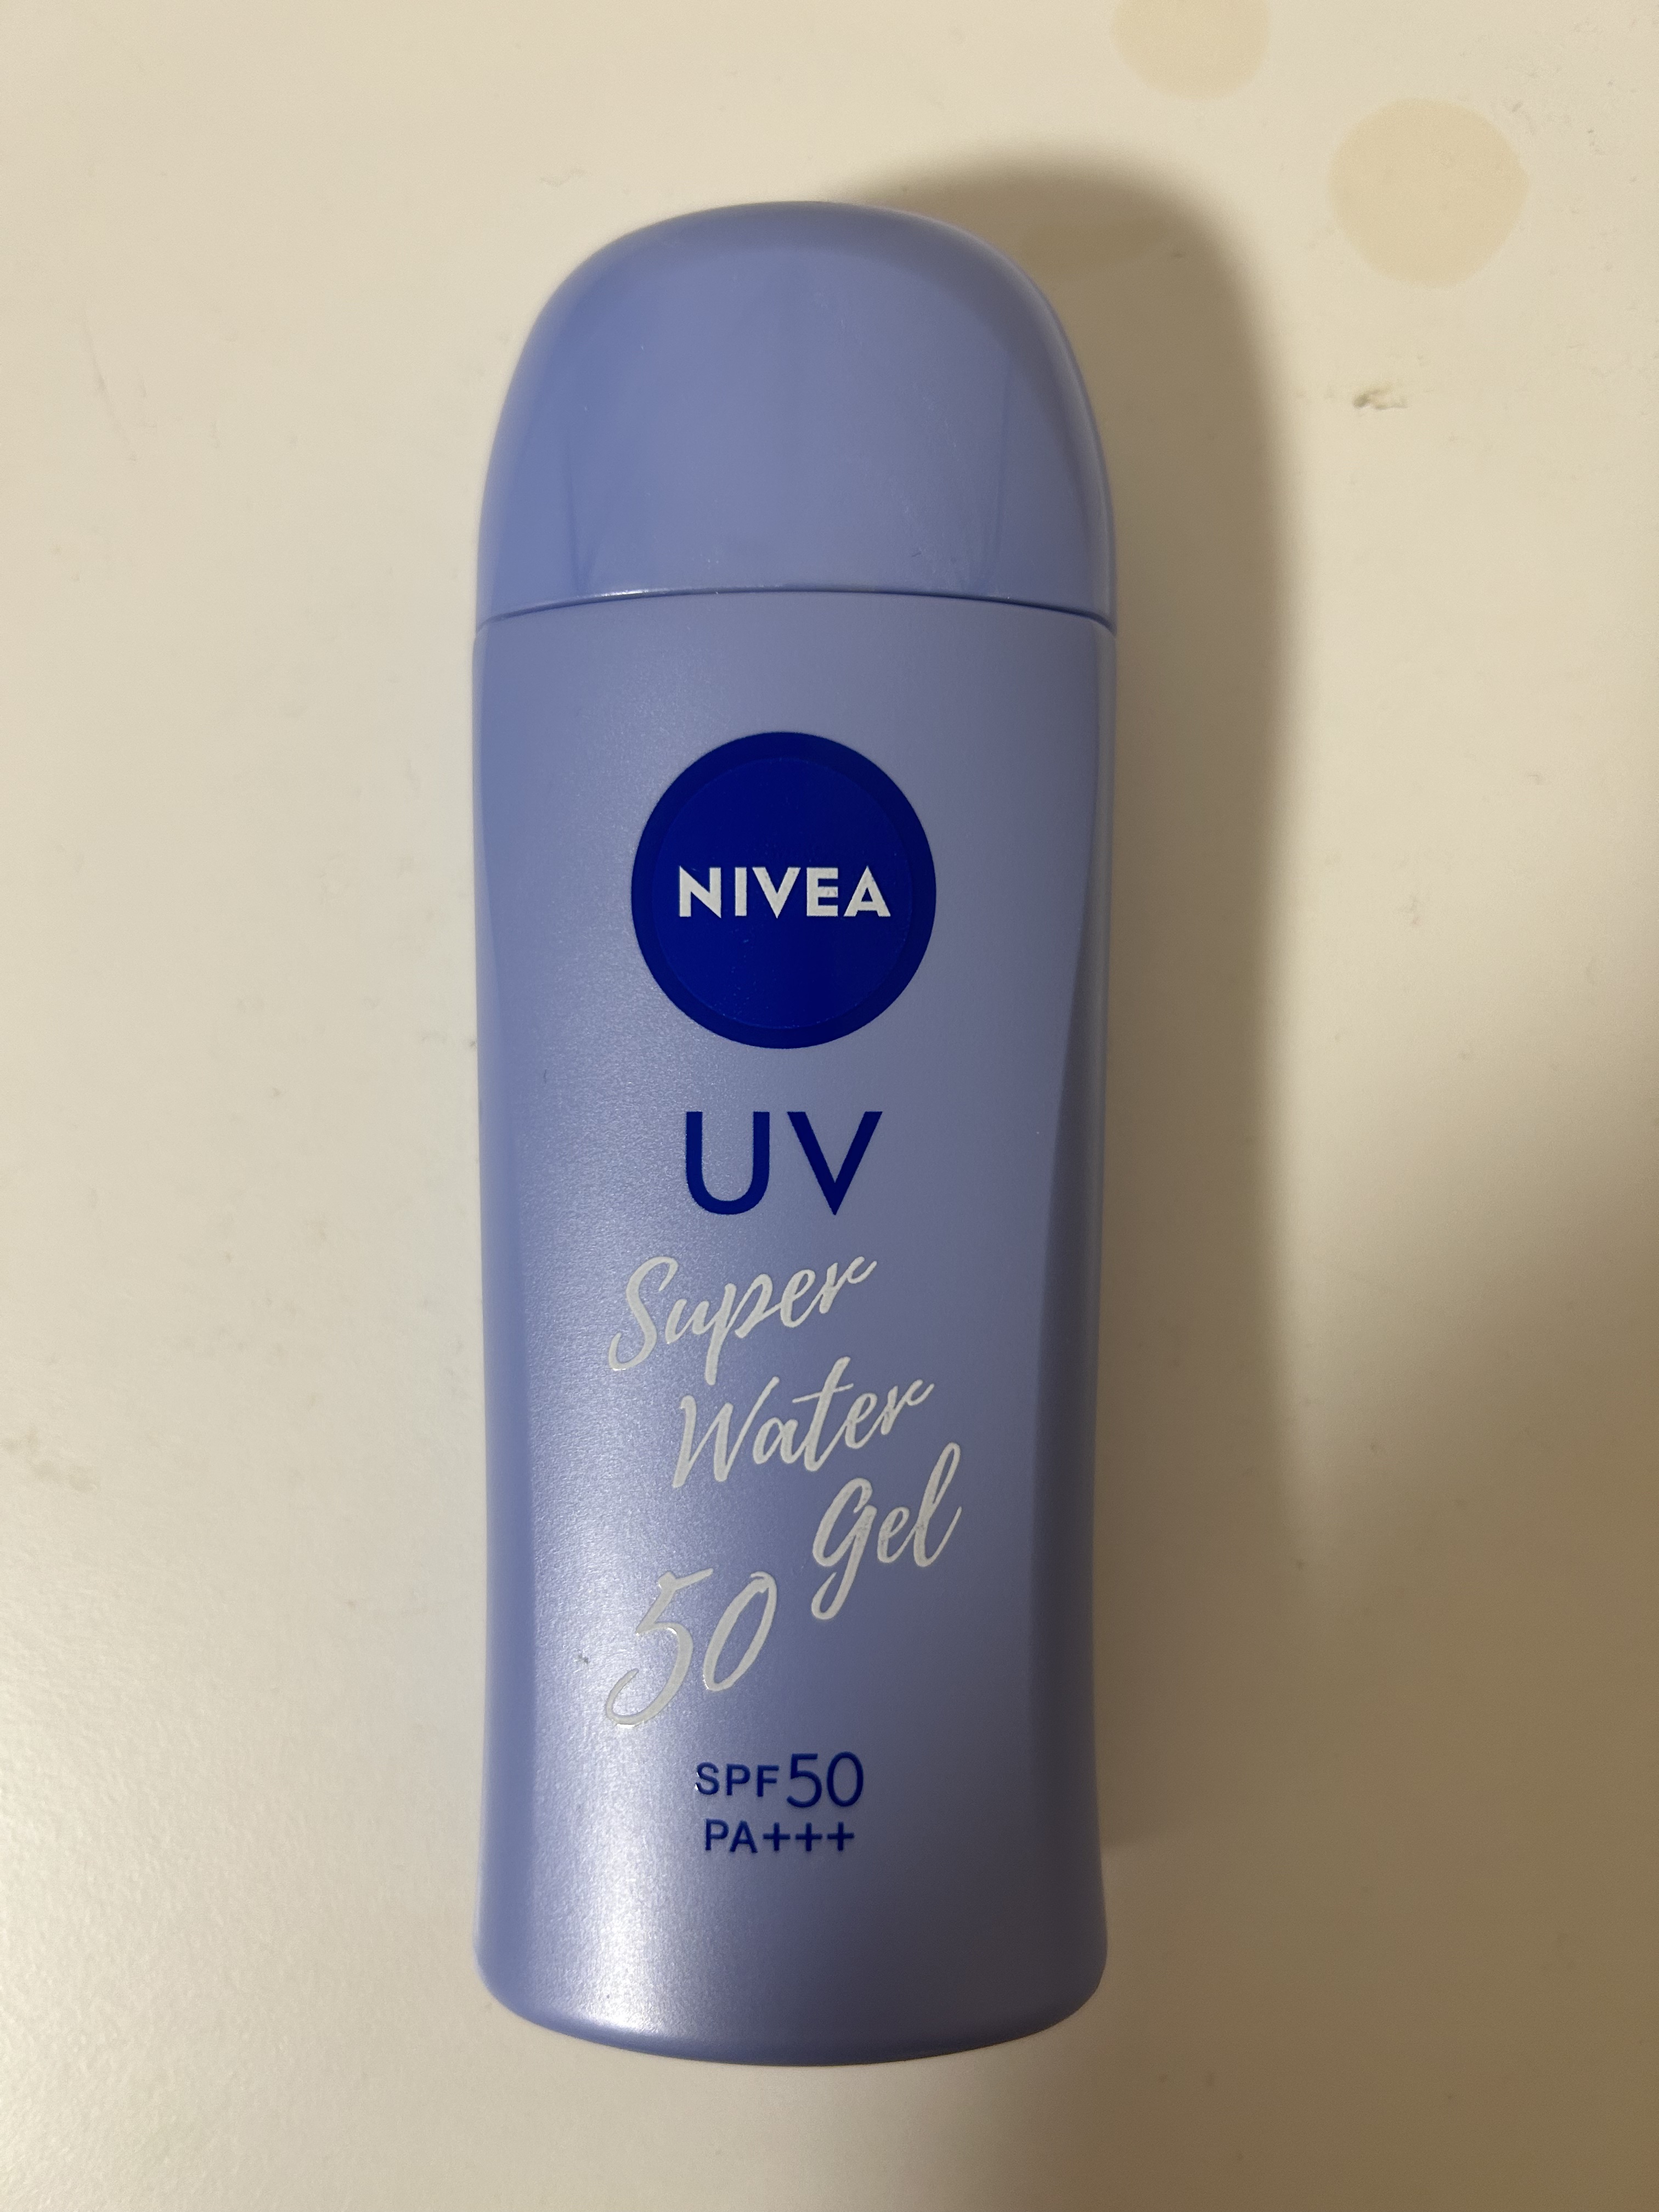 NIVEA
UV
Super
Water
Gel
50
SPF50
PA+++